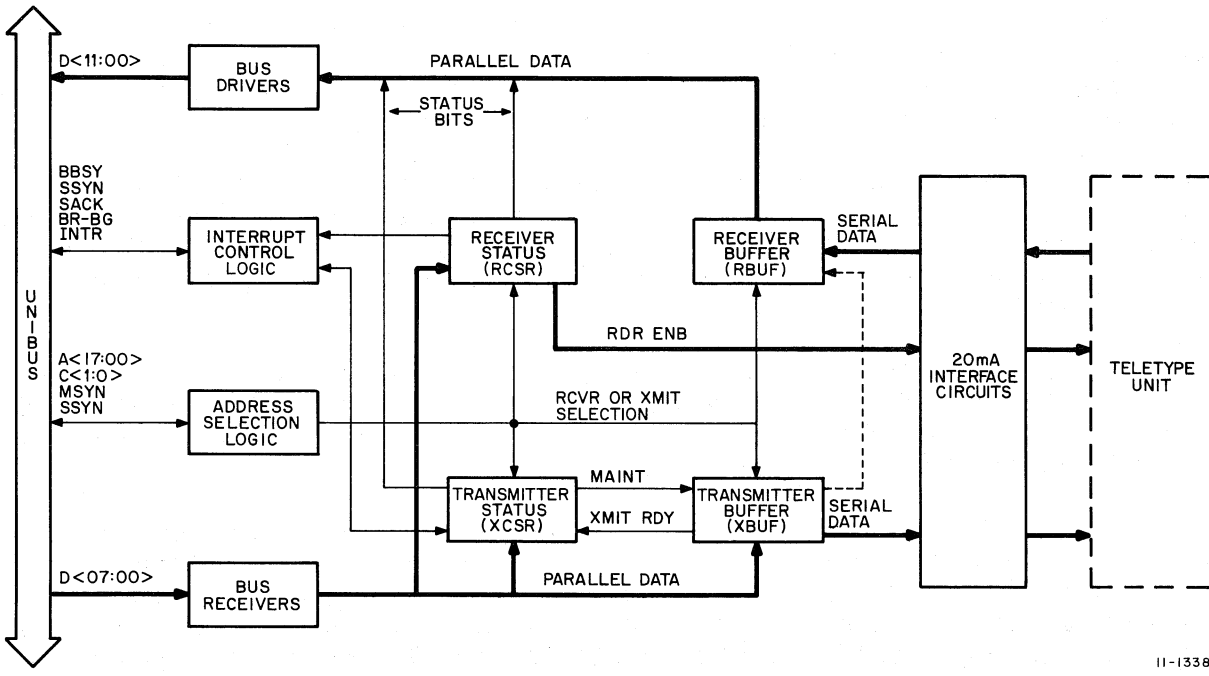 D<11:00>
BUS
DRIVERS
PARALLEL DATA
STATUS
BITS
BBSY
SSYN
SACK
BR-BG
INTR
INTERRUPT
CONTROL
LOGIC
RECEIVER
STATUS
(RCSR)
RECEIVER
BUFFER
(RBUF)
SERIAL
DATA
UNIBUS
RDR ENB
20mA
INTERFACE
CIRCUITS
TELETYPE
UNIT
A<17:00>
C<1:0>
MSYN
SSYN
ADDRESS
SELECTION
LOGIC
RCVR OR XMIT
SELECTION
TRANSMITTER
STATUS
(XCSR)
MAINT
XMIT RDY
TRANSMITTER
BUFFER
(XBUF)
SERIAL
DATA
D<07:00>
BUS
RECEIVERS
PARALLEL DATA
11-1338